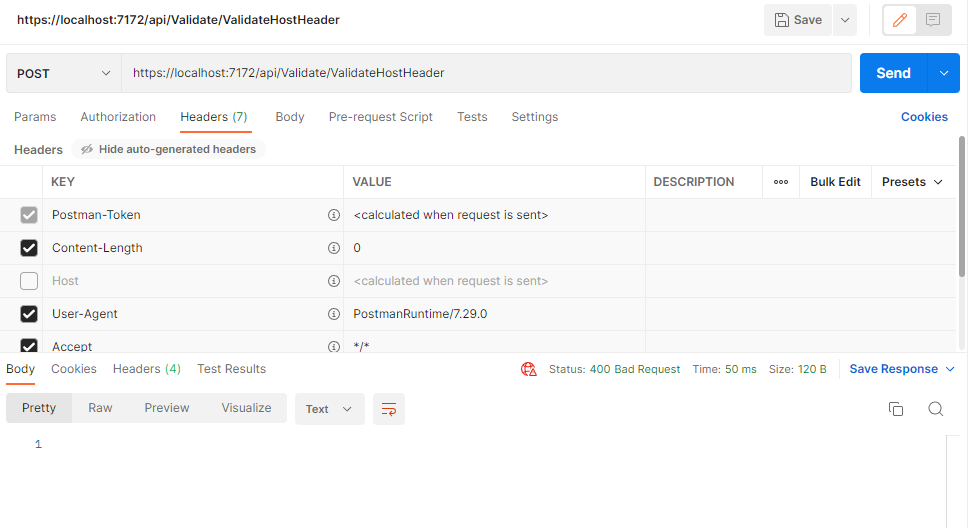 https://localhost:7172/api/Validate/ValidateHostHeader
Save
POST
https://localhost:7172/api/Validate/ValidateHostHeader
Send
Params Authorization Headers (7) Body Pre-request Script Tests Settings Cookies
Headers Hide auto-generated headers
KEY VALUE DESCRIPTION ooo Bulk Edit Presets
Postman-Token <calculated when request is sent>
Content-Length 0
Host <calculated when request is sent>
User-Agent PostmanRuntime/7.29.0
Accept */*
Body Cookies Headers (4) Test Results Status: 400 Bad Request Time: 50 ms Size: 120 B Save Response
Pretty Raw Preview Visualize Text
1